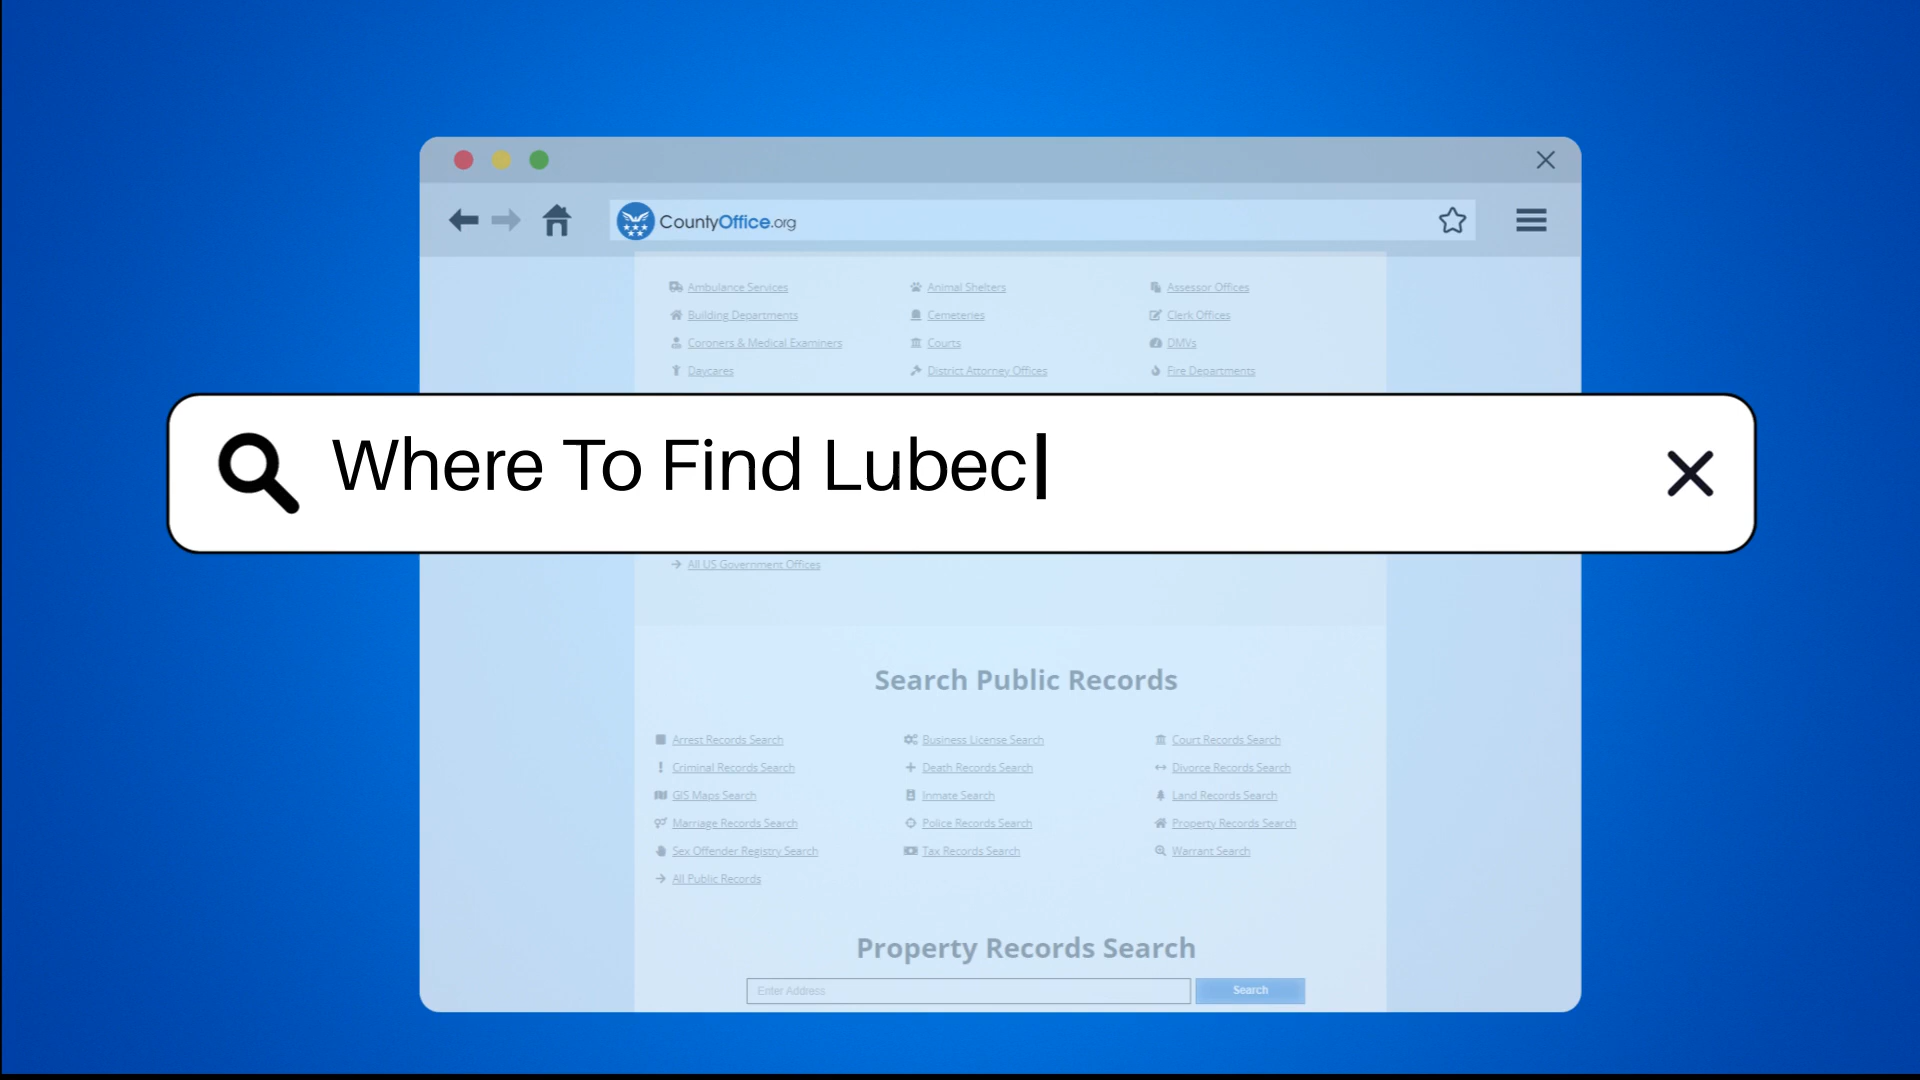 CountyOffice.org
Ambulance Services Animal Shelters Assessor Offices
Building Departments Cemeteries Clerk Offices
Coroners & Medical Examiners Courts DMVs
Daycares District Attorney Offices Fire Departments
Where To Find Lubec
All US Government Offices
Search Public Records
Arrest Records Search Business License Search Court Records Search
Criminal Records Search Death Records Search Divorce Records Search
GIS Maps Search Inmate Search Land Records Search
Marriage Records Search Police Records Search Property Records Search
Sex Offender Registry Search Tax Records Search Warrant Search
All Public Records
Property Records Search
Enter Address Search